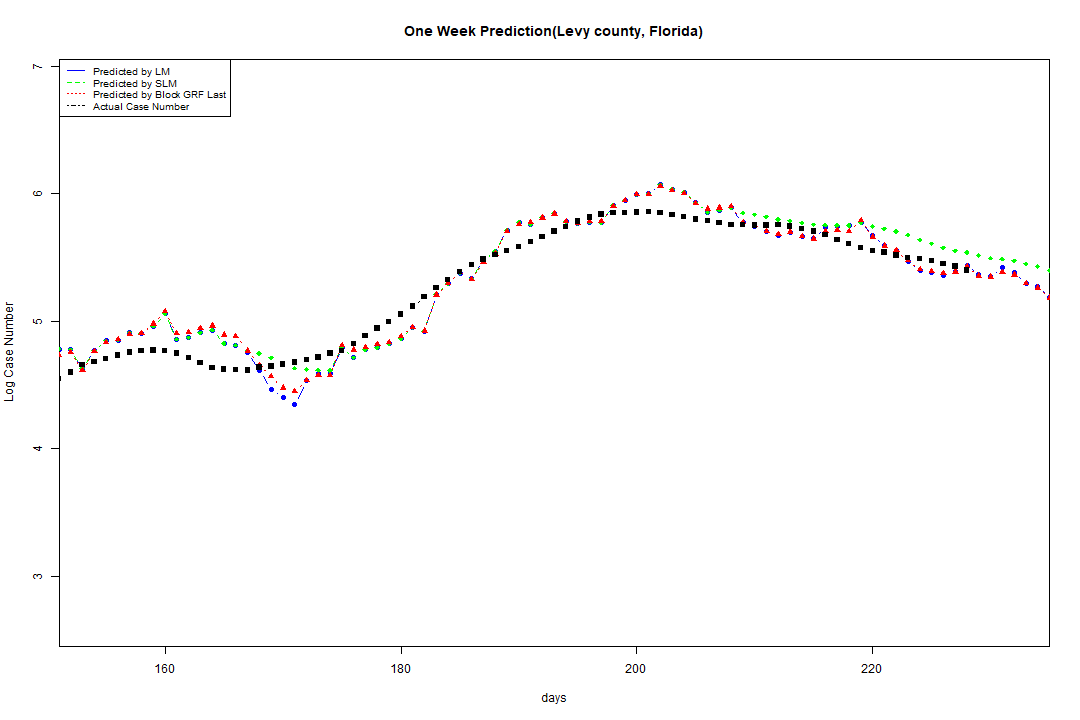 One Week Prediction(Levy county, Florida)
Predicted by LM
Predicted by SLM
Predicted by Block GRF Last
Actual Case Number
7
6
5
4
3
Log Case Number
160 180 200 220
days